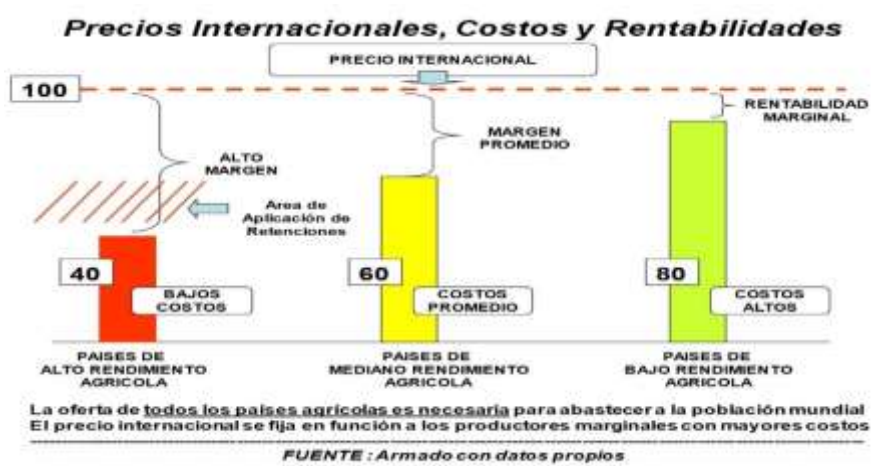 Precios Internacionales, Costos y Rentabilidades
PRECIO INTERNACIONAL
100
RENTABILIDAD
MARGINAL
MARGEN
PROMEDIO
ALTO
MARGEN
Area de
Aplicación de
Retenciones
40
60
80
BAJOS
COSTOS
COSTOS
PROMEDIO
COSTOS
ALTOS
PAISES DE
ALTO RENDIMIENTO
AGRICOLA
PAISES DE
MEDIANO RENDIMIENTO
AGRICOLA
PAISES DE
BAJO RENDIMIENTO
AGRICOLA
La oferta de todos los paises agrícolas es necesaria para abastecer a la población mundial
El precio internacional se fija en función a los productores marginales con mayores costos
FUENTE : Armado con datos propios